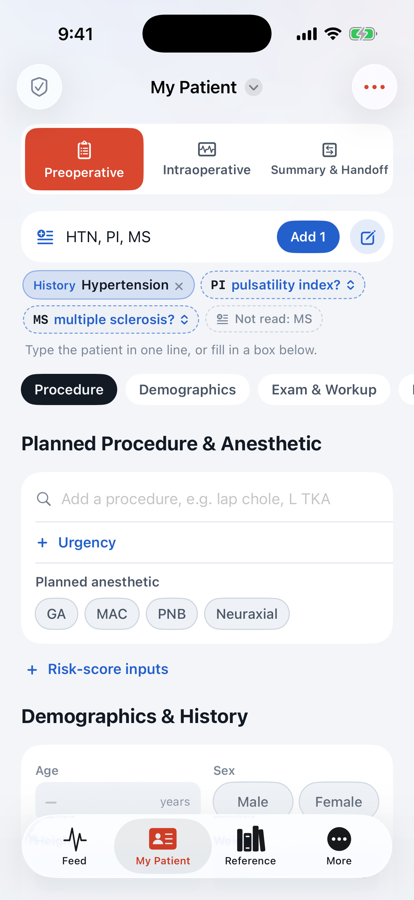 9:41
My Patient
Preoperative
Intraoperative
Summary & Handoff
HTN, PI, MS
Add 1
History Hypertension ×
PI pulsatility index?
MS multiple sclerosis?
Not read: MS
Type the patient in one line, or fill in a box below.
Procedure
Demographics
Exam & Workup
Planned Procedure & Anesthetic
Add a procedure, e.g. lap chole, L TKA
+ Urgency
Planned anesthetic
GA
MAC
PNB
Neuraxial
+ Risk-score inputs
Demographics & History
Age
Sex
— years
Male
Female
Feed
My Patient
Reference
More